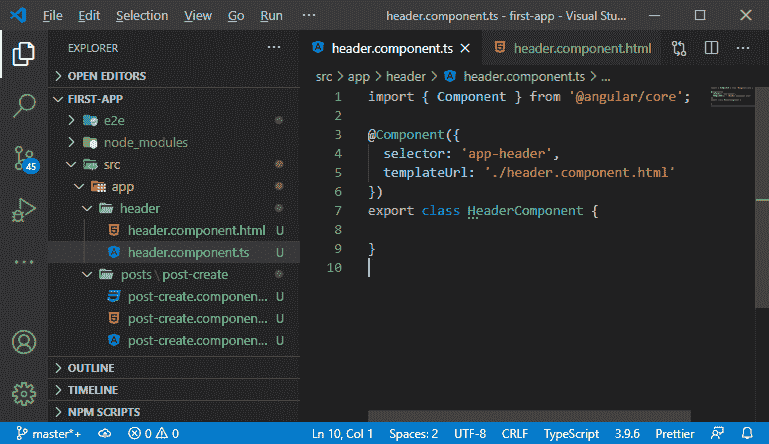 File Edit Selection View Go Run ··· header.component.ts - first-app - Visual Stu...
EXPLORER
OPEN EDITORS
FIRST-APP
e2e
node_modules
src
app
header
header.component.html U
header.component.ts U
posts \ post-create
post-create.componen... U
post-create.componen... U
post-create.componen... U
OUTLINE
TIMELINE
NPM SCRIPTS
45
header.component.ts header.component.html
src > app > header > header.component.ts > ...
1 import { Component } from '@angular/core';
2
3 @Component({
4 selector: 'app-header',
5 templateUrl: './header.component.html'
6 })
7 export class HeaderComponent {
8
9 }
10
master*+ 0 0 Ln 10, Col 1 Spaces: 2 UTF-8 CRLF TypeScript 3.9.6 Prettier